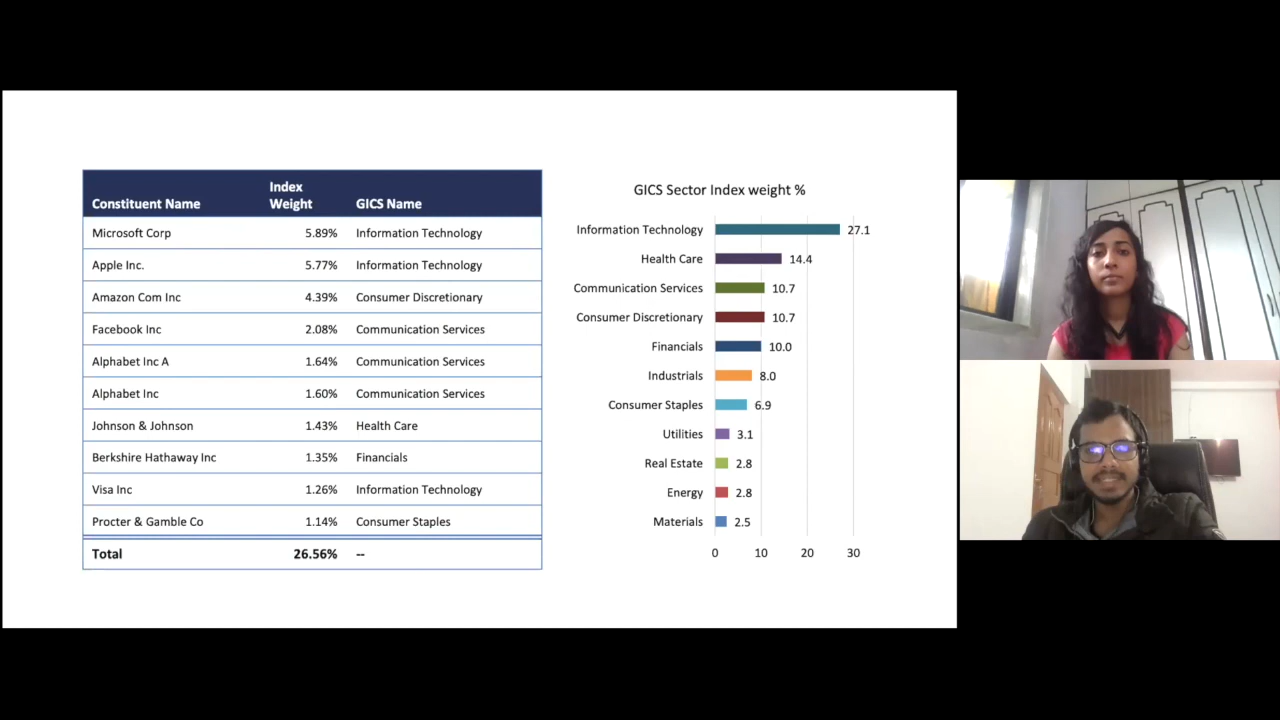 Constituent Name Index Weight GICS Name
Microsoft Corp 5.89% Information Technology
Apple Inc. 5.77% Information Technology
Amazon Com Inc 4.39% Consumer Discretionary
Facebook Inc 2.08% Communication Services
Alphabet Inc A 1.64% Communication Services
Alphabet Inc 1.60% Communication Services
Johnson & Johnson 1.43% Health Care
Berkshire Hathaway Inc 1.35% Financials
Visa Inc 1.26% Information Technology
Procter & Gamble Co 1.14% Consumer Staples
Total 26.56% --
GICS Sector Index weight %
Information Technology 27.1
Health Care 14.4
Communication Services 10.7
Consumer Discretionary 10.7
Financials 10.0
Industrials 8.0
Consumer Staples 6.9
Utilities 3.1
Real Estate 2.8
Energy 2.8
Materials 2.5
0 10 20 30